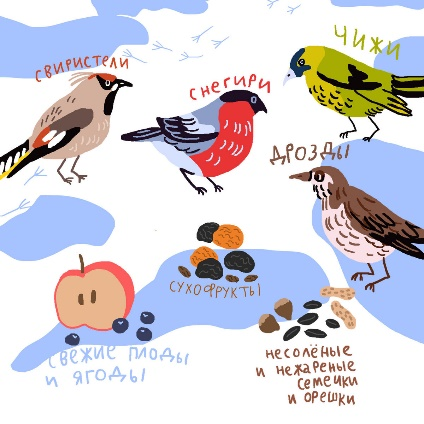 свиристели
снегири
чижи
дрозды
сухофрукты
свежие плоды
и ягоды
несолёные
и нежареные
семечки
и орешки